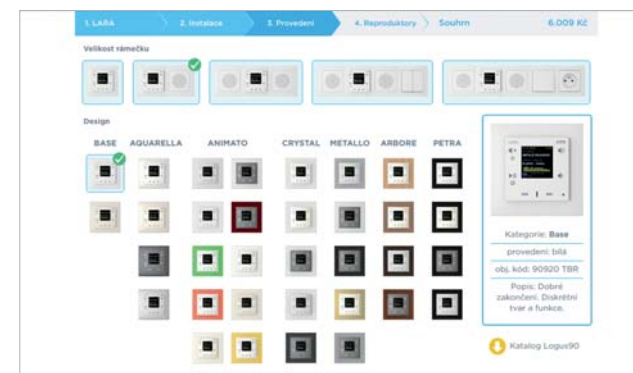 1. LARA
2. Instalace
3. Provedení
4. Reproduktory
Souhrn
6.009 Kč
Velikost rámečku
Design
BASE
AQUARELLA
ANIMATO
CRYSTAL
METALLO
ARBORE
PETRA
Kategorie: Base
provedení: bílá
obj. kód: 90920 TBR
Popis: Dobré
zakončení. Diskrétní
tvar a funkce.
Katalog Logus90